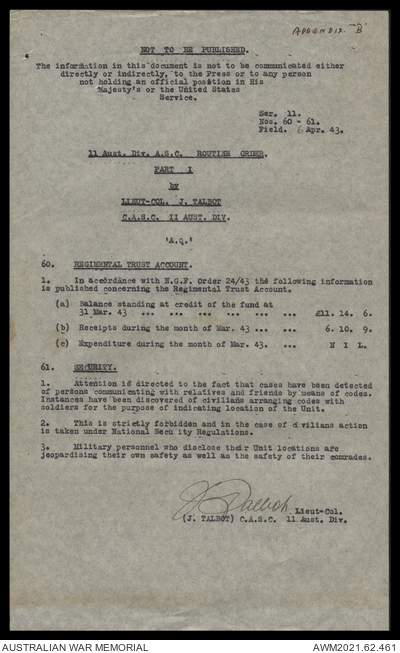 APPENDIX. "B"
NOT TO BE PUBLISHED.
The information in this document is not to be communicated either
directly or indirectly, to the Press or to any person
not holding an official position in His
Majesty's or the United States
Service.
Ser. 11.
Nos. 60 - 61.
Field. 6 Apr. 43.
11 Aust. Div. A.S.C. ROUTINE ORDER.
PART I
by
LIEUT-COL. J. TALBOT
C.A.S.C. II AUST. DIV.
'A.Q.'
60. REGIMENTAL TRUST ACCOUNT.
1. In accordance with N.G.F. Order 24/43 the following information
is published concerning the Regimental Trust Account.
(a) Balance standing at credit of the fund at
31 Mar. 43 ... ... ... ... ... ... ... £11. 14. 6.
(b) Receipts during the month of Mar. 43 ... ... 6. 10. 9.
(c) Expenditure during the month of Mar. 43. ... N I L.
61. SECURITY.
1. Attention is directed to the fact that cases have been detected
of persons communicating with relatives and friends by means of codes.
Instances have been discovered of civilians arranging codes with
soldiers for the purpose of indicating location of the Unit.
2. This is strictly forbidden and in the case of civilians action
is taken under National Security Regulations.
3. Military personnel who disclose their Unit locations are
jeopardising their own safety as well as the safety of their comrades.
J Talbot Lieut-Col.
(J. TALBOT) C.A.S.C. 11 Aust. Div.
AUSTRALIAN WAR MEMORIAL
AWM2021.62.461